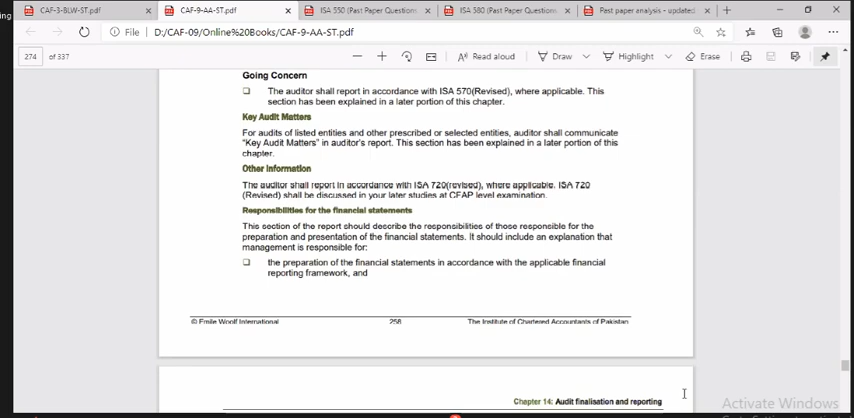 ing
CAF-3-BLW-ST.pdf
CAF-9-AA-ST.pdf
ISA 550 (Past Paper Questions
ISA 580 (Past Paper Questions
Past paper analysis - updated
File
D:/CAF-09/Online%20Books/CAF-9-AA-ST.pdf
274 of 337
Read aloud
Draw
Highlight
Erase
Going Concern
The auditor shall report in accordance with ISA 570(Revised), where applicable. This
section has been explained in a later portion of this chapter.
Key Audit Matters
For audits of listed entities and other prescribed or selected entities, auditor shall communicate
"Key Audit Matters" in auditor's report. This section has been explained in a later portion of this
chapter.
Other Information
The auditor shall report in accordance with ISA 720(revised), where applicable. ISA 720
(Revised) shall be discussed in your later studies at CFAP level examination.
Responsibilities for the financial statements
This section of the report should describe the responsibilities of those responsible for the
preparation and presentation of the financial statements. It should include an explanation that
management is responsible for:
the preparation of the financial statements in accordance with the applicable financial
reporting framework, and
© Emile Woolf International
258
The Institute of Chartered Accountants of Pakistan
Chapter 14: Audit finalisation and reporting
Activate Windows